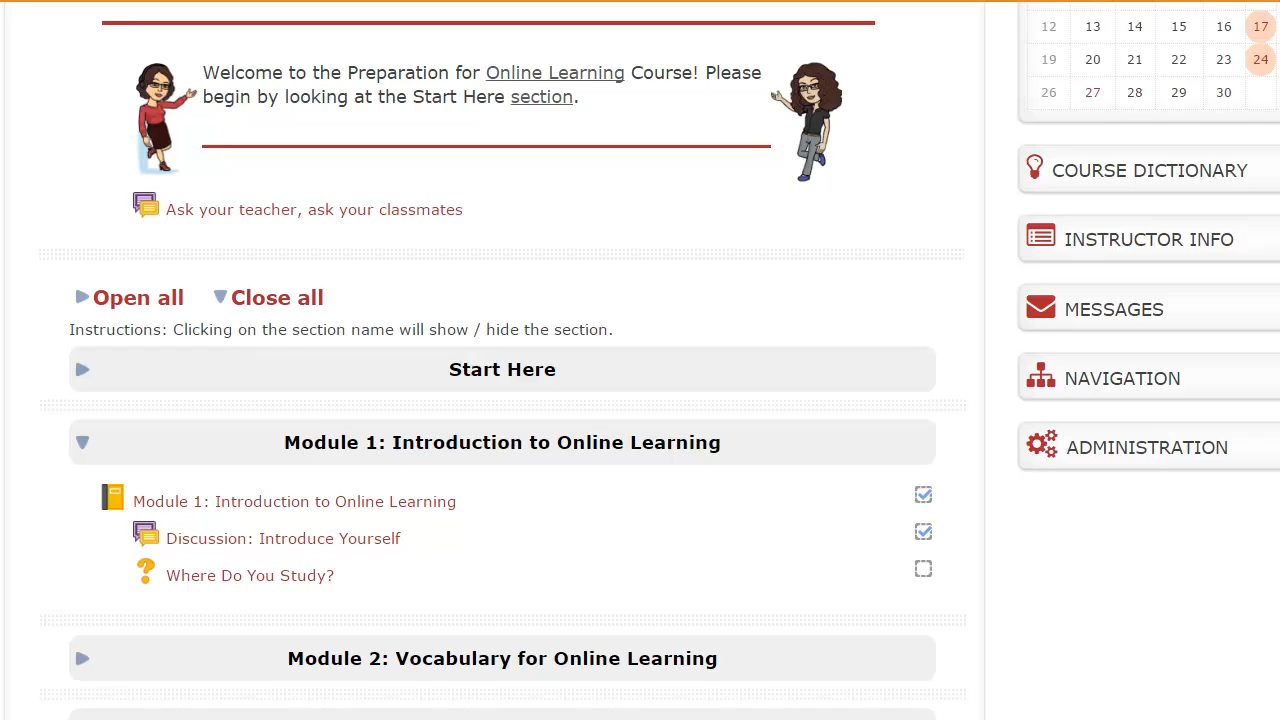 Welcome to the Preparation for Online Learning Course! Please
begin by looking at the Start Here section.
Ask your teacher, ask your classmates
Open all Close all
Instructions: Clicking on the section name will show / hide the section.
Start Here
Module 1: Introduction to Online Learning
Module 1: Introduction to Online Learning
Discussion: Introduce Yourself
Where Do You Study?
Module 2: Vocabulary for Online Learning
12 13 14 15 16 17
19 20 21 22 23 24
26 27 28 29 30
COURSE DICTIONARY
INSTRUCTOR INFO
MESSAGES
NAVIGATION
ADMINISTRATION